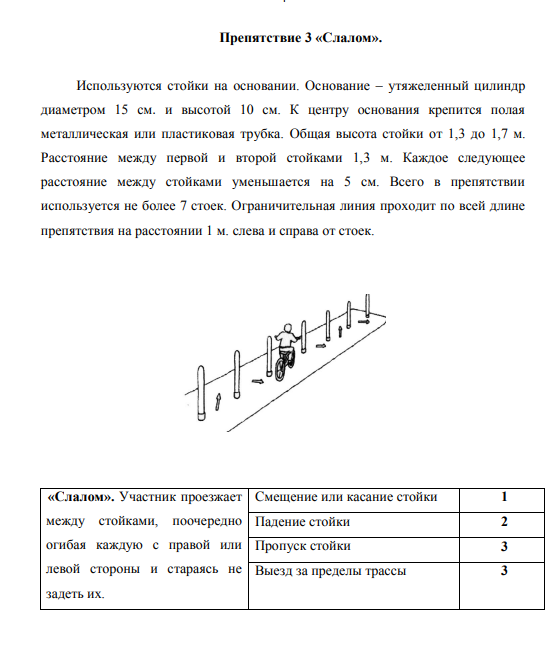 Препятствие 3 «Слалом».
Используются стойки на основании. Основание – утяжеленный цилиндр
диаметром 15 см. и высотой 10 см. К центру основания крепится полая
металлическая или пластиковая трубка. Общая высота стойки от 1,3 до 1,7 м.
Расстояние между первой и второй стойками 1,3 м. Каждое следующее
расстояние между стойками уменьшается на 5 см. Всего в препятствии
используется не более 7 стоек. Ограничительная линия проходит по всей длине
препятствия на расстоянии 1 м. слева и справа от стоек.
«Слалом». Участник проезжает
между стойками, поочередно
огибая каждую с правой или
левой стороны и стараясь не
задеть их.
Смещение или касание стойки 1
Падение стойки 2
Пропуск стойки 3
Выезд за пределы трассы 3